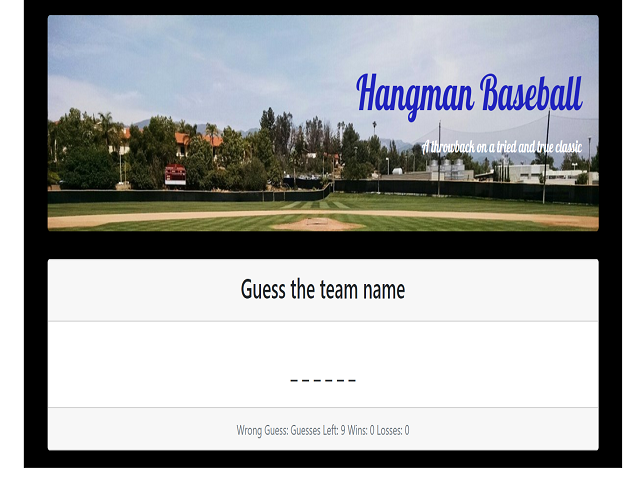 Hangman Baseball
A throwback on a tried and true classic
Guess the team name
_ _ _ _ _ _
Wrong Guess: Guesses Left: 9 Wins: 0 Losses: 0